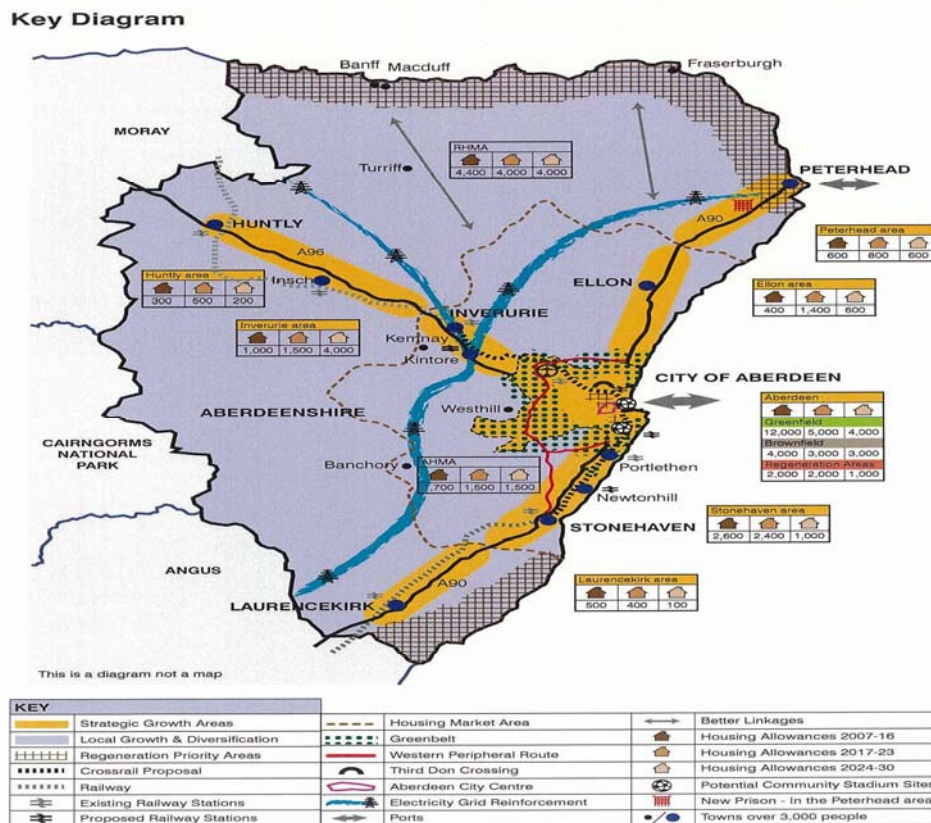 Key Diagram
Banff
Macduff
Fraserburgh
MORAY
Turriff
RHMA
4,400 4,000 4,000
PETERHEAD
HUNTLY
A96
A90
Peterhead area
600 800 600
Huntly area
300 500 200
Insch
ELLON
Ellon area
400 1,400 600
INVERURIE
Inverurie area
1,000 1,500 4,000
Kemnay
Kintore
CITY OF ABERDEEN
Westhill
ABERDEENSHIRE
Aberdeen
Greenfield
12,000 5,000 4,000
Brownfield
4,000 3,000 3,000
Regeneration Areas
2,000 2,000 1,000
CAIRNGORMS
NATIONAL
PARK
Banchory
AHMA
1,500 1,500
Portlethen
Newtonhill
STONEHAVEN
Stonehaven area
2,600 2,400 1,000
ANGUS
A90
LAURENCEKIRK
Laurencekirk area
500 400 100
This is a diagram not a map
KEY
Strategic Growth Areas
Local Growth & Diversification
Regeneration Priority Areas
Crossrail Proposal
Railway
Existing Railway Stations
Proposed Railway Stations
Housing Market Area
Greenbelt
Western Peripheral Route
Third Don Crossing
Aberdeen City Centre
Electricity Grid Reinforcement
Ports
Better Linkages
Housing Allowances 2007-16
Housing Allowances 2017-23
Housing Allowances 2024-30
Potential Community Stadium Sites
New Prison - In the Peterhead area
Towns over 3,000 people